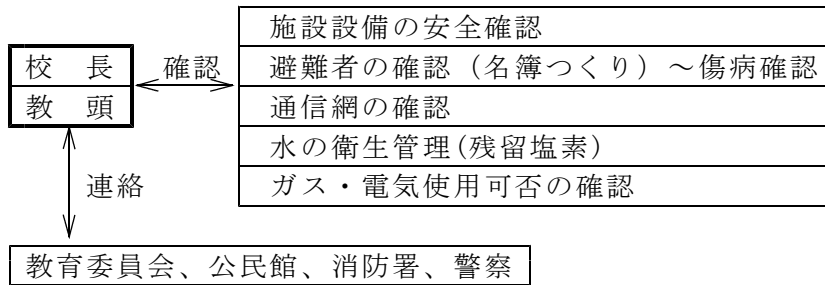 施設設備の安全確認
校　長
確認
避難者の確認（名簿つくり）～傷病確認
教　頭
通信網の確認
水の衛生管理(残留塩素)
連絡
ガス・電気使用可否の確認
教育委員会、公民館、消防署、警察